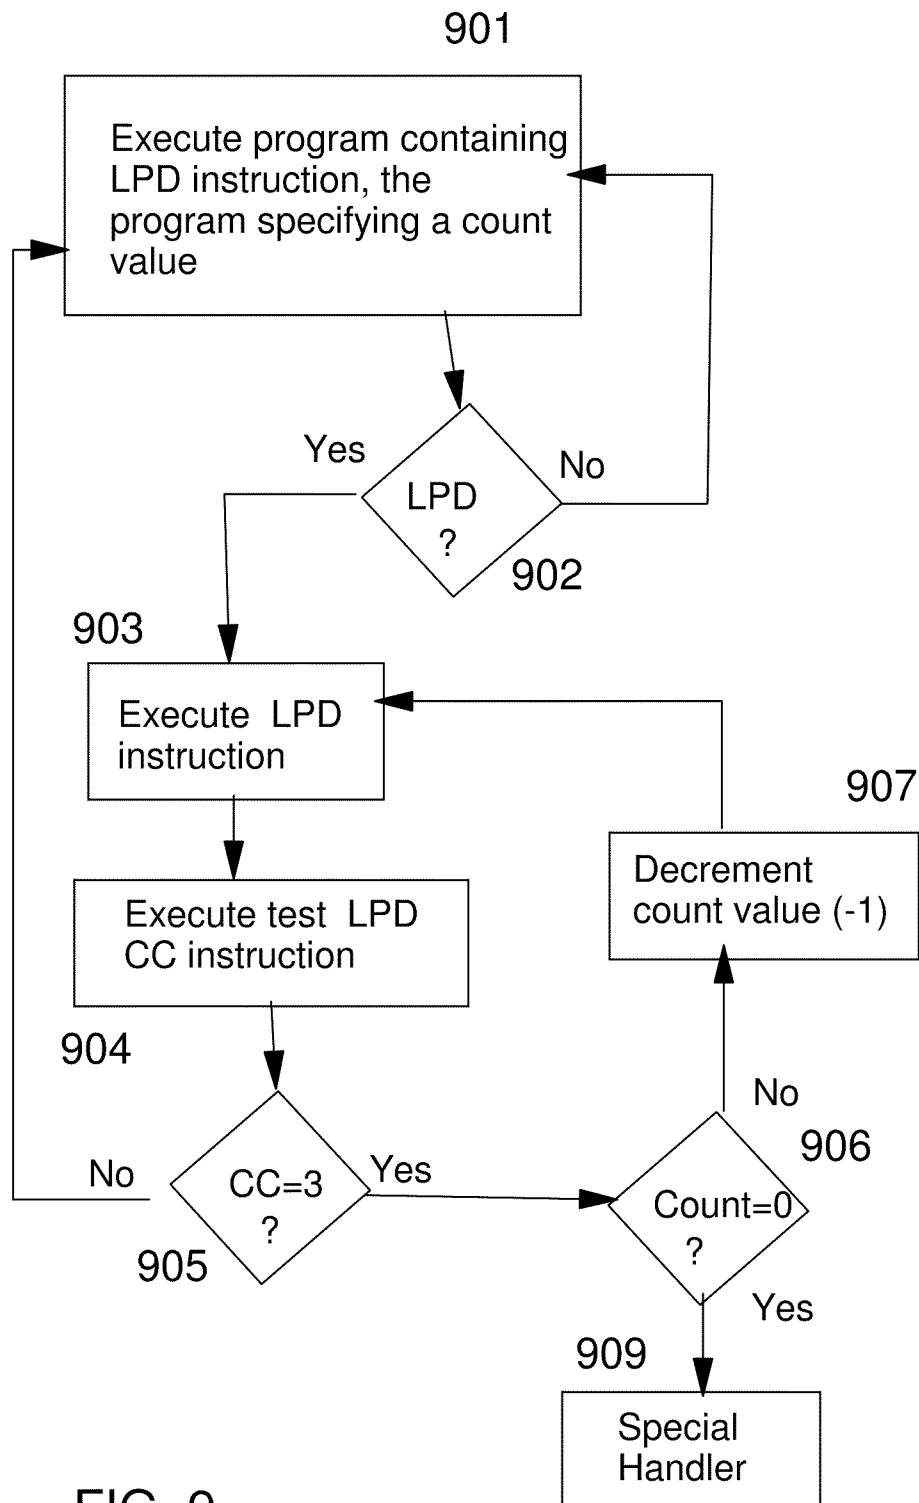 901
Execute program containing
LPD instruction, the
program specifying a count
value
Yes
No
LPD
?
902
903
Execute LPD
instruction
907
Decrement
count value (-1)
Execute test LPD
CC instruction
904
No
906
No
Yes
CC=3
?
Count=0
?
905
Yes
909
Special
Handler